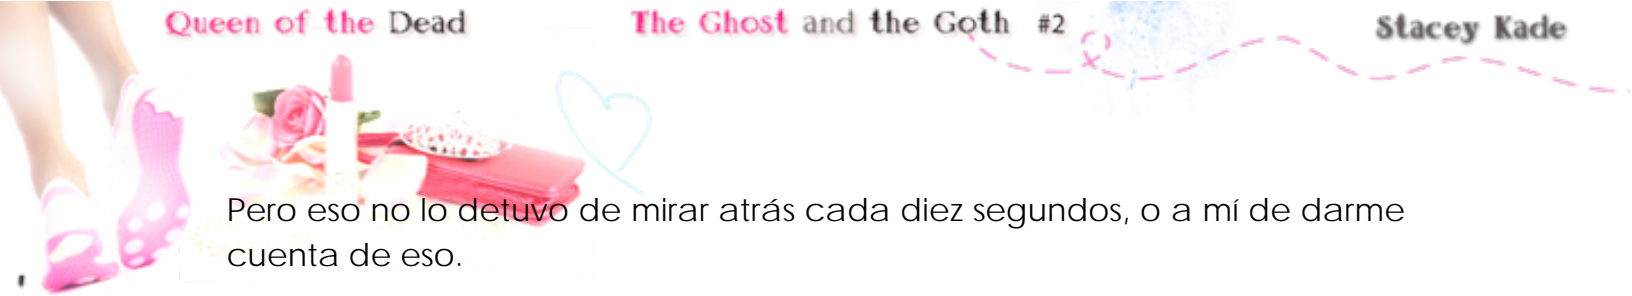 Queen of the Dead The Ghost and the Goth #2 Stacey Kade
Pero eso no lo detuvo de mirar atrás cada diez segundos, o a mí de darme
cuenta de eso.